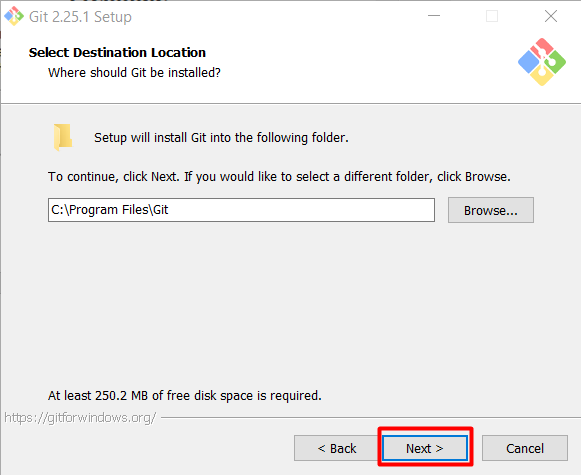 Git 2.25.1 Setup
Select Destination Location
Where should Git be installed?
Setup will install Git into the following folder.
To continue, click Next. If you would like to select a different folder, click Browse.
C:\Program Files\Git
Browse...
At least 250.2 MB of free disk space is required.
https://gitforwindows.org/
< Back
Next >
Cancel